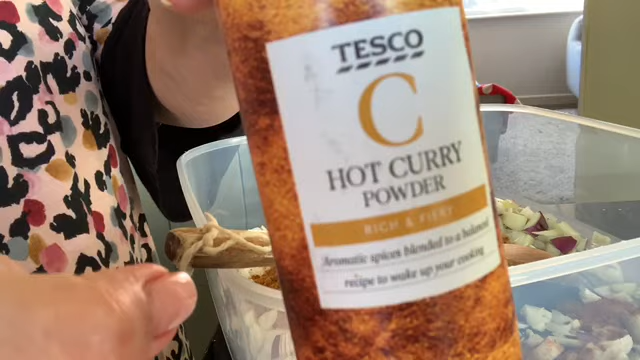 TESCO
C
HOT CURRY
POWDER
RICH & FIERY
Aromatic spices blended to a balanced
recipe to wake up your cooking